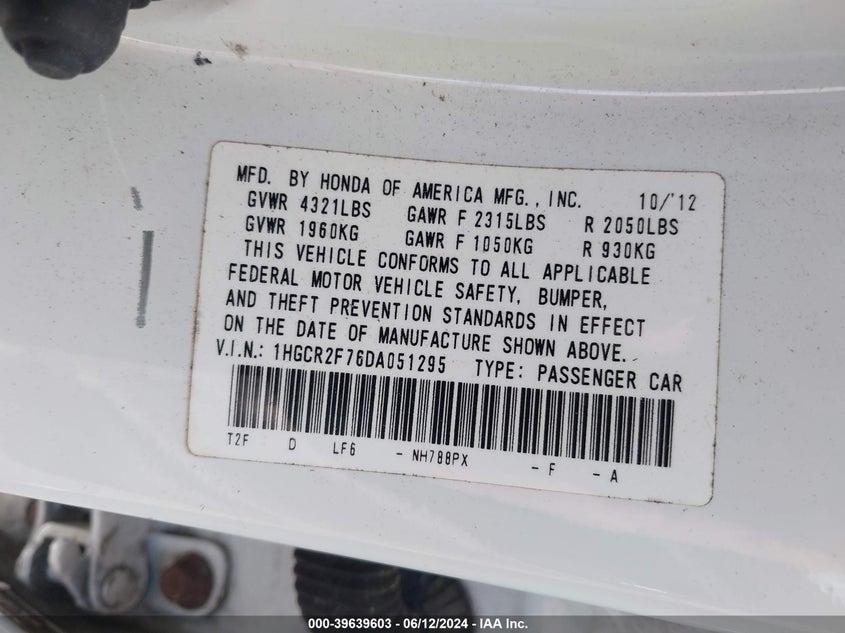 MFD. BY HONDA OF AMERICA MFG., INC. 10/'12
GVWR 4321LBS GAWR F 2315LBS R 2050LBS
GVWR 1960KG GAWR F 1050KG R 930KG
THIS VEHICLE CONFORMS TO ALL APPLICABLE
FEDERAL MOTOR VEHICLE SAFETY, BUMPER,
AND THEFT PREVENTION STANDARDS IN EFFECT
ON THE DATE OF MANUFACTURE SHOWN ABOVE.
V.I.N.: 1HGCR2F76DA051295 TYPE: PASSENGER CAR
T2F D LF6 - NH788PX - F - A
000-39639603 - 06/12/2024 - IAA Inc.